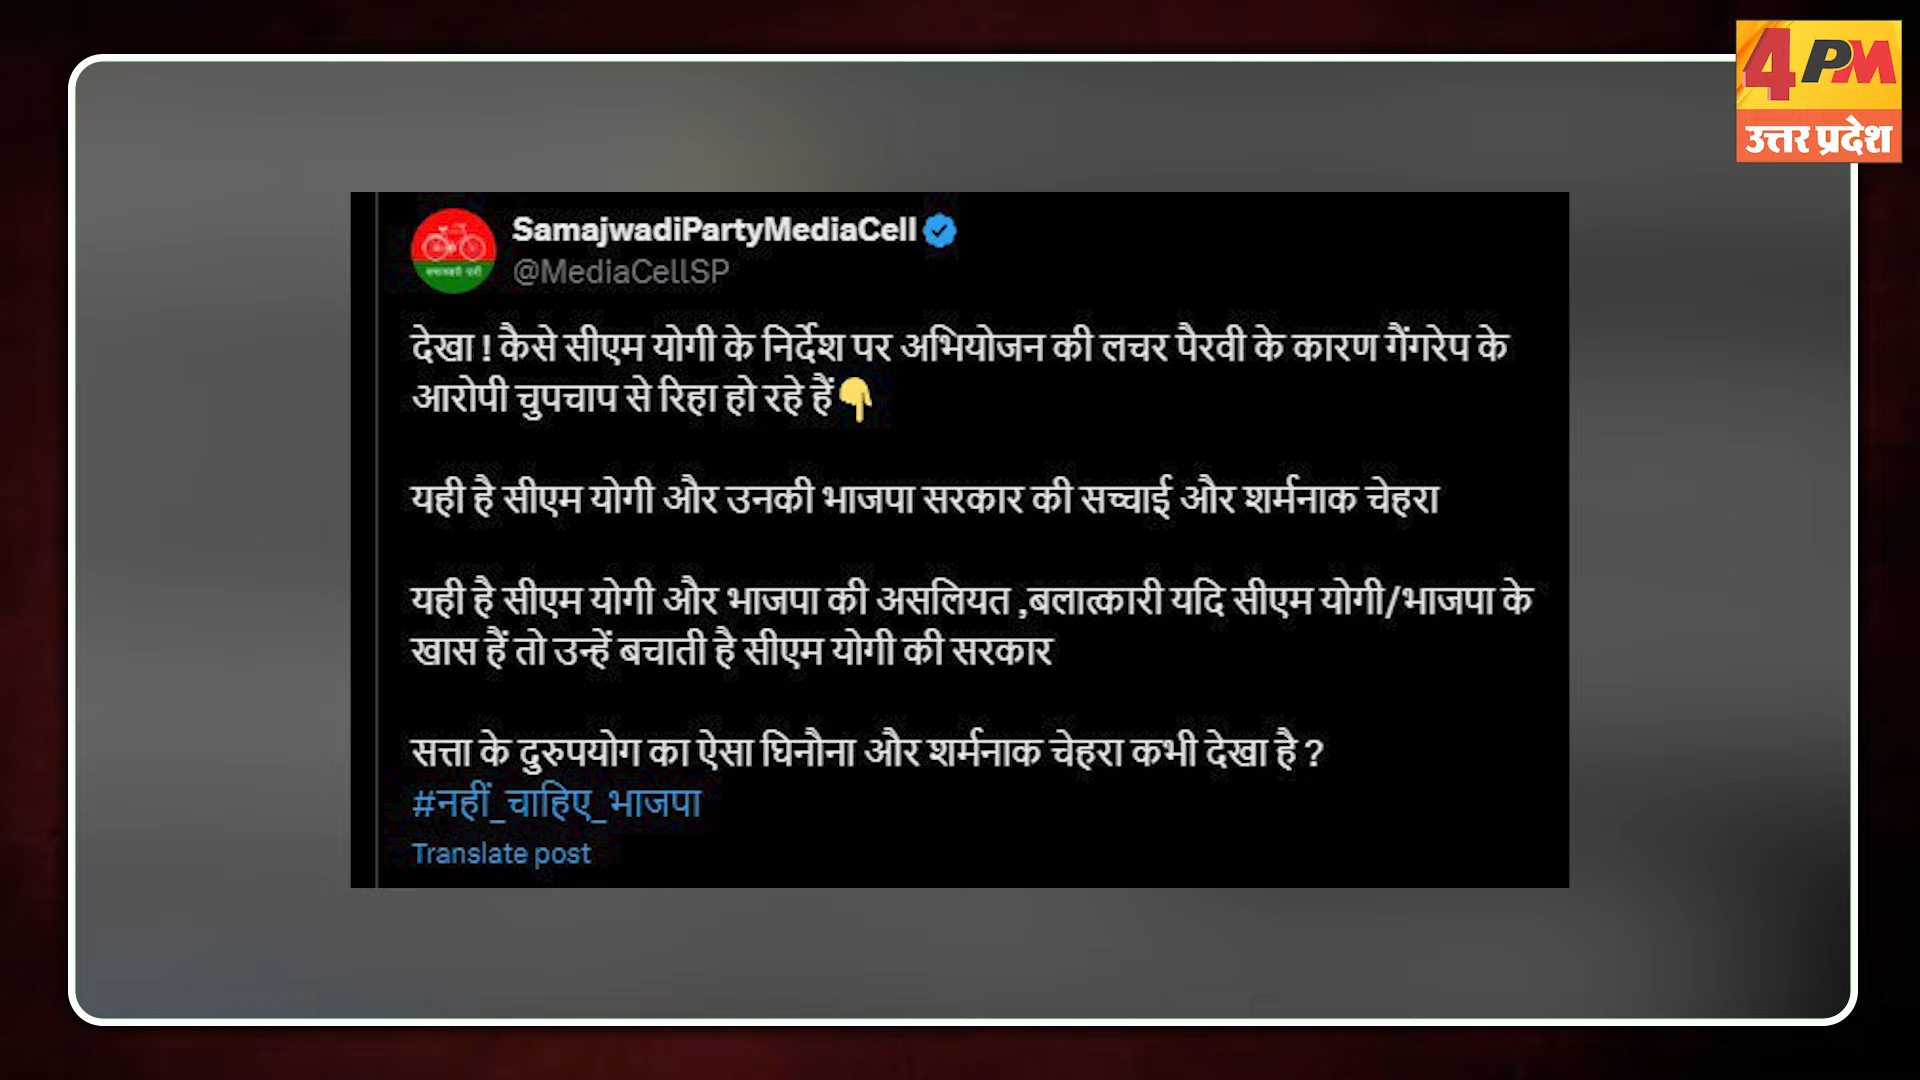 4PM
उत्तर प्रदेश
SamajwadiPartyMediaCell
@MediaCellSP
देखा ! कैसे सीएम योगी के निर्देश पर अभियोजन की लचर पैरवी के कारण गैंगरेप के
आरोपी चुपचाप से रिहा हो रहे हैं👇
यही है सीएम योगी और उनकी भाजपा सरकार की सच्चाई और शर्मनाक चेहरा
यही है सीएम योगी और भाजपा की असलियत ,बलात्कारी यदि सीएम योगी/भाजपा के
खास हैं तो उन्हें बचाती है सीएम योगी की सरकार
सत्ता के दुरुपयोग का ऐसा घिनौना और शर्मनाक चेहरा कभी देखा है ?
#नहीं_चाहिए_भाजपा
Translate post